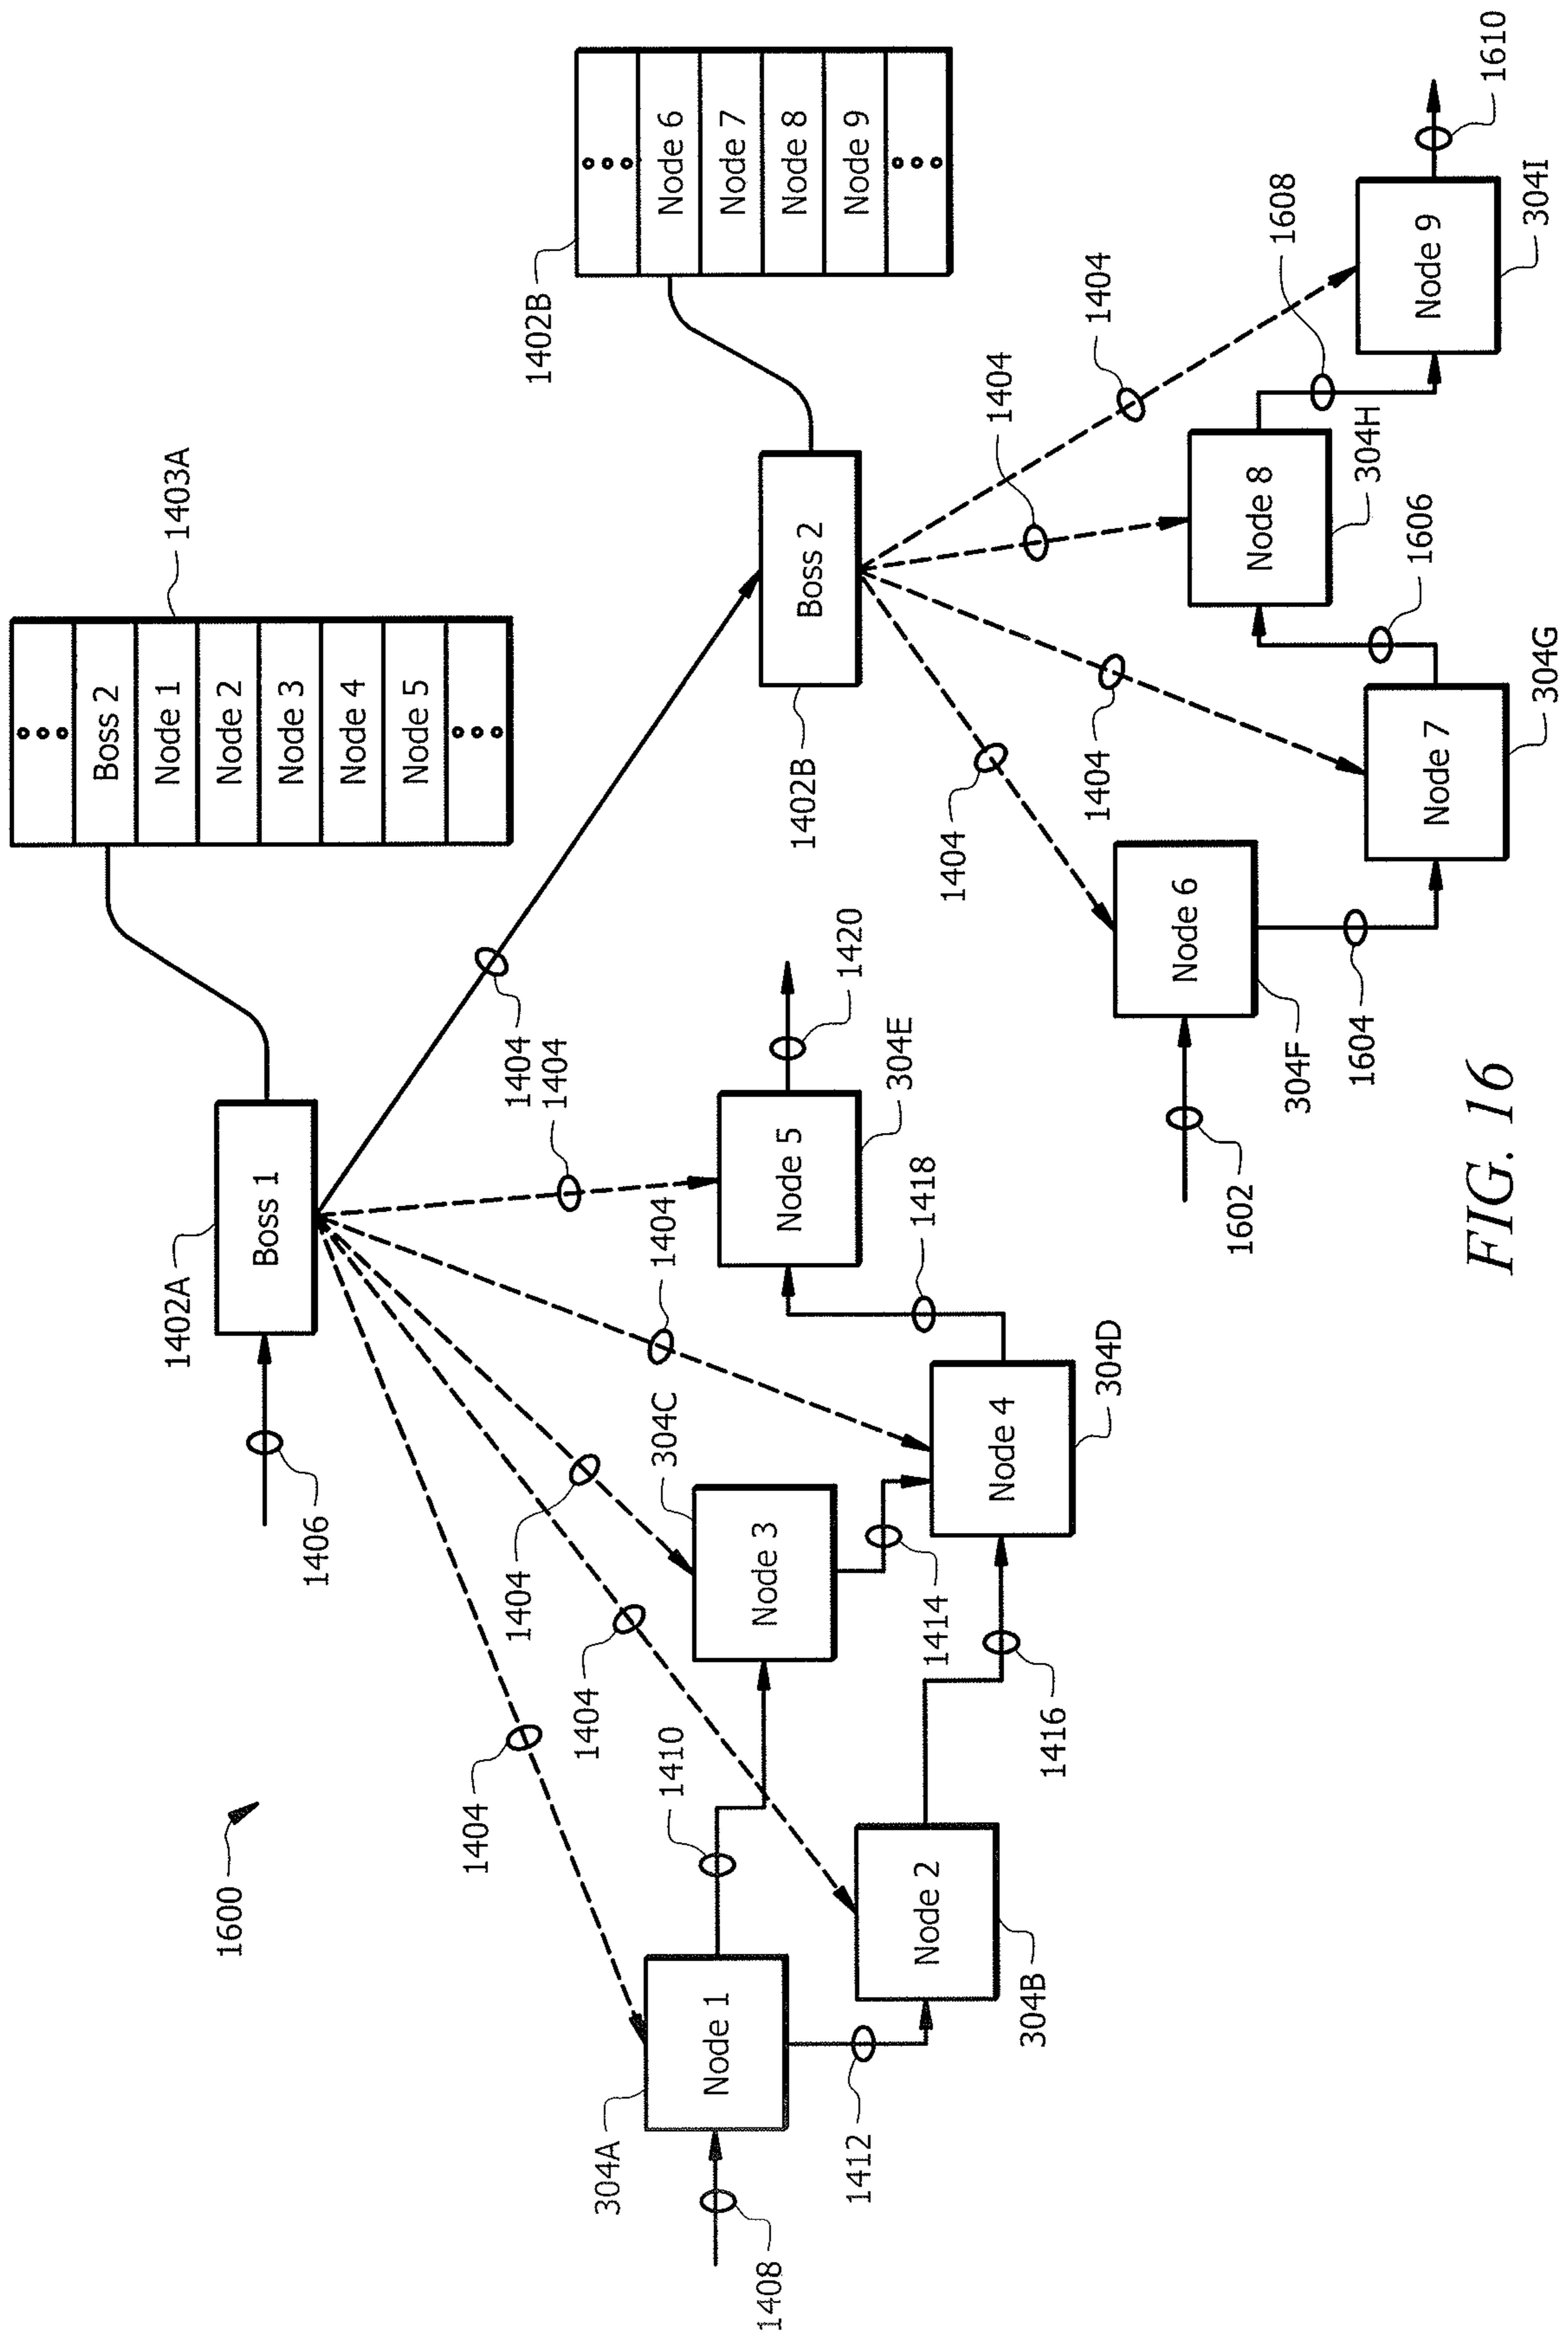 1600
1406
1402A
Boss 1
1403A
Boss 2
Node 1
Node 2
Node 3
Node 4
Node 5
1404
1404
1404
1404
1404
1404
1408
304A
Node 1
1410
1412
304B
Node 2
304C
Node 3
1414
1416
Node 4
304D
1418
Node 5
304E
1420
1402B
Boss 2
1402B
Node 6
Node 7
Node 8
Node 9
1404
1404
1404
1404
1602
Node 6
304F
1604
Node 7
304G
1606
Node 8
304H
1608
Node 9
304I
1610
FIG. 16